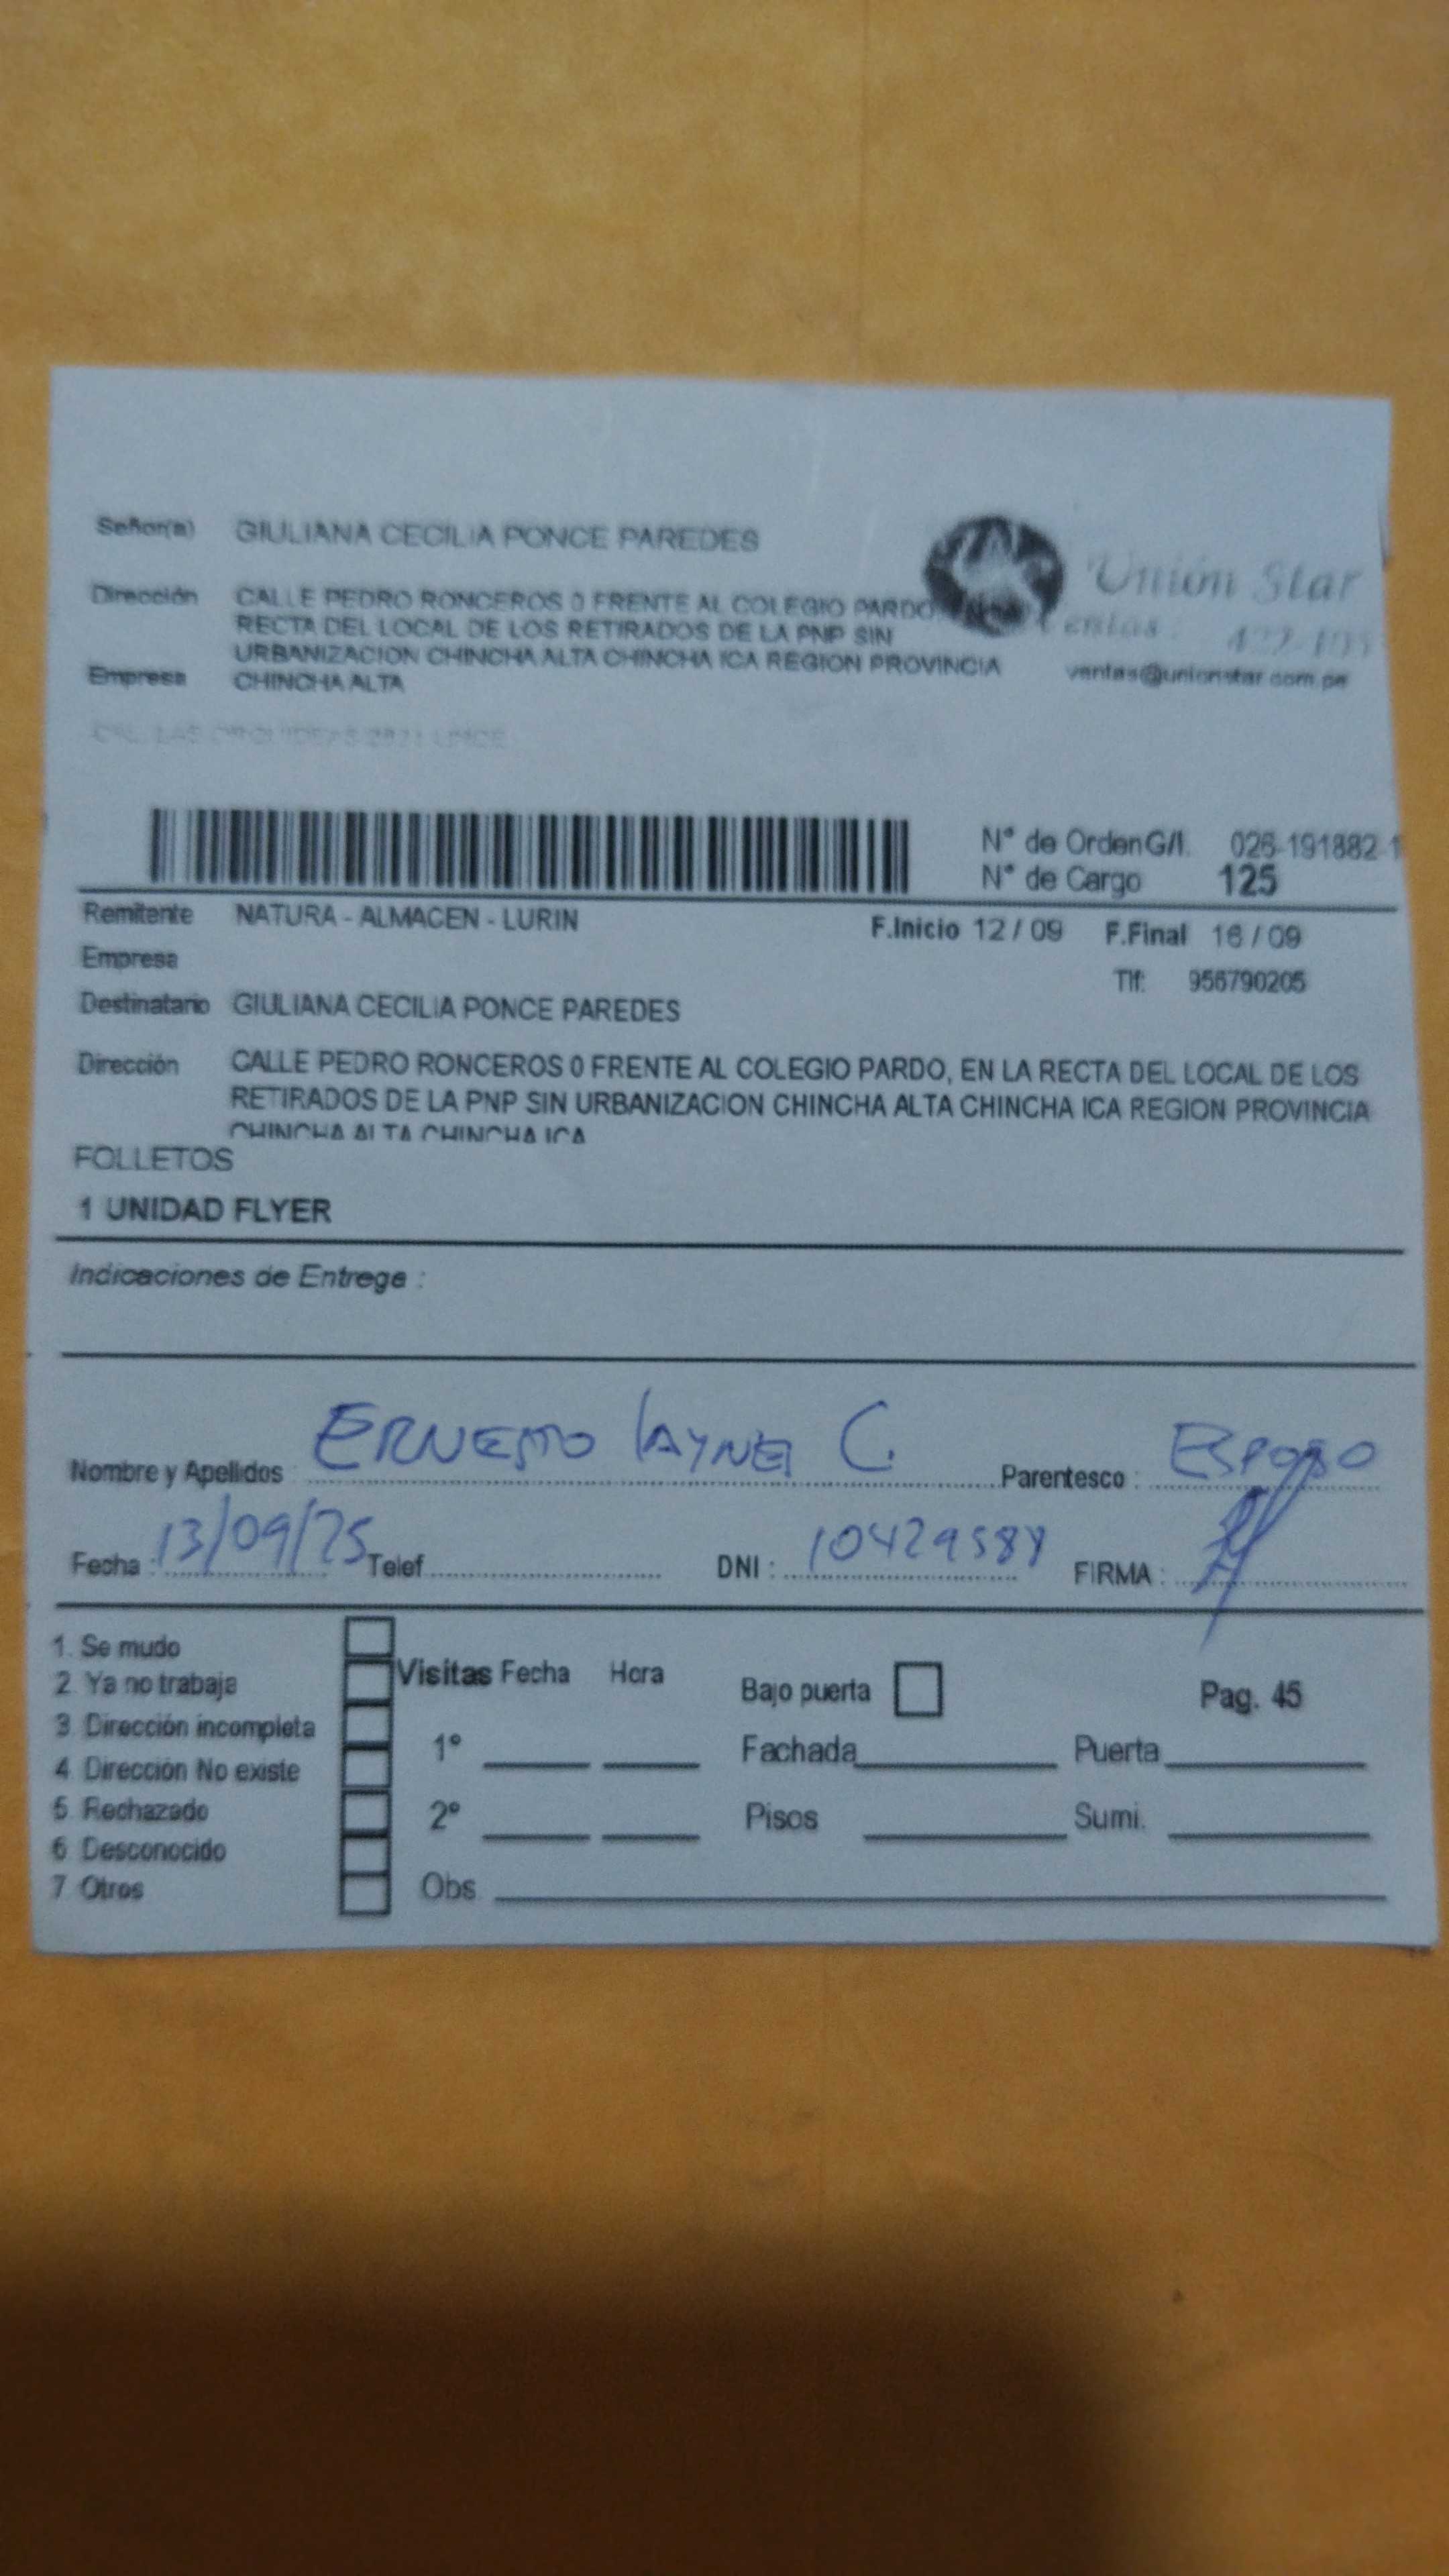 Señor(a) GIULIANA CECILIA PONCE PAREDES
Unión Star
Dirección CALLE PEDRO RONCEROS 0 FRENTE AL COLEGIO PARDO
RECTA DEL LOCAL DE LOS RETIRADOS DE LA PNP SIN
URBANIZACION CHINCHA ALTA CHINCHA ICA REGION PROVINCIA
ventas@unionstar.com.pe
Empresa CHINCHA ALTA
N° de Orden G/I. 026-191882-1
N° de Cargo 125
Remitente NATURA - ALMACEN - LURIN F.Inicio 12 / 09 F.Final 16 / 09
Empresa
Tlf: 956790205
Destinatario GIULIANA CECILIA PONCE PAREDES
Dirección CALLE PEDRO RONCEROS 0 FRENTE AL COLEGIO PARDO, EN LA RECTA DEL LOCAL DE LOS
RETIRADOS DE LA PNP SIN URBANIZACION CHINCHA ALTA CHINCHA ICA REGION PROVINCIA
CHINCHA ALTA CHINCHA ICA
FOLLETOS
1 UNIDAD FLYER
Indicaciones de Entrega :
Nombre y Apellidos ERNESTO C. Parentesco : ESPOSO
Fecha : 13/09/25 Telef. DNI : FIRMA :
1. Se mudo
2. Ya no trabaja
3. Dirección incompleta
4. Dirección No existe
5. Rechazado
6. Desconocido
7. Otros
Visitas Fecha Hora Bajo puerta Pag. 45
1° Fachada Puerta
2° Pisos Sumi.
Obs